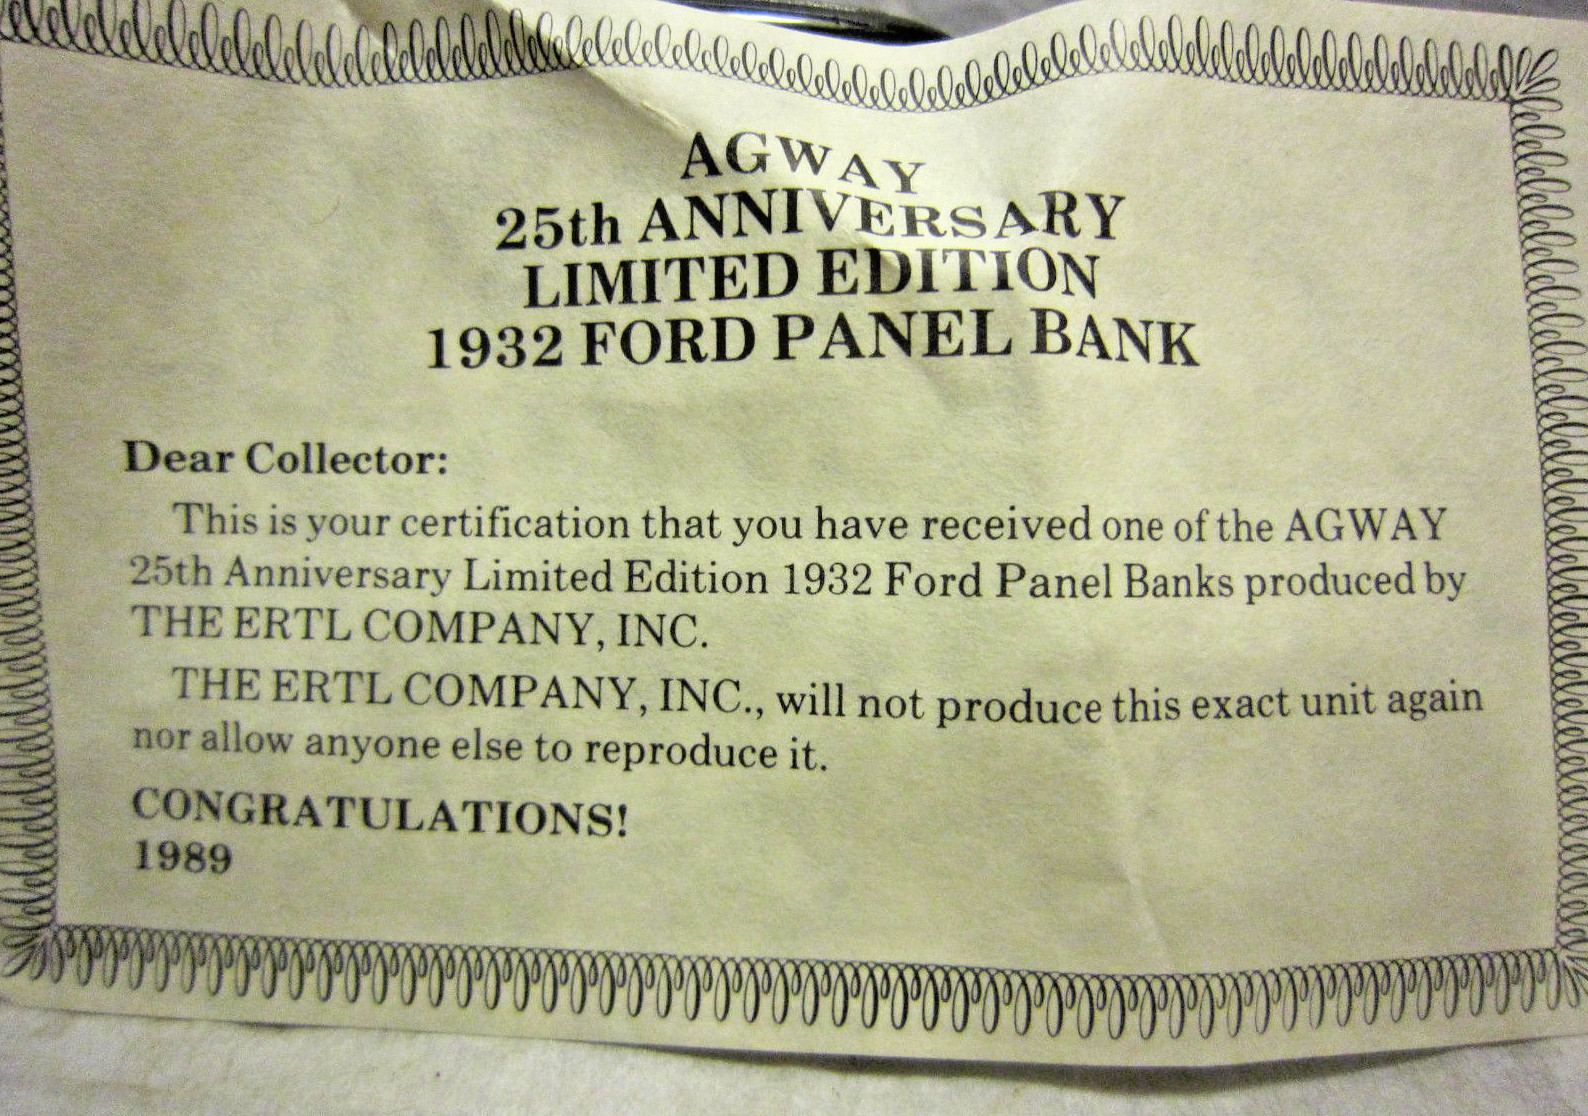 AGWAY
25th ANNIVERSARY
LIMITED EDITION
1932 FORD PANEL BANK
Dear Collector:
This is your certification that you have received one of the AGWAY
25th Anniversary Limited Edition 1932 Ford Panel Banks produced by
THE ERTL COMPANY, INC.
THE ERTL COMPANY, INC., will not produce this exact unit again
nor allow anyone else to reproduce it.
CONGRATULATIONS!
1989